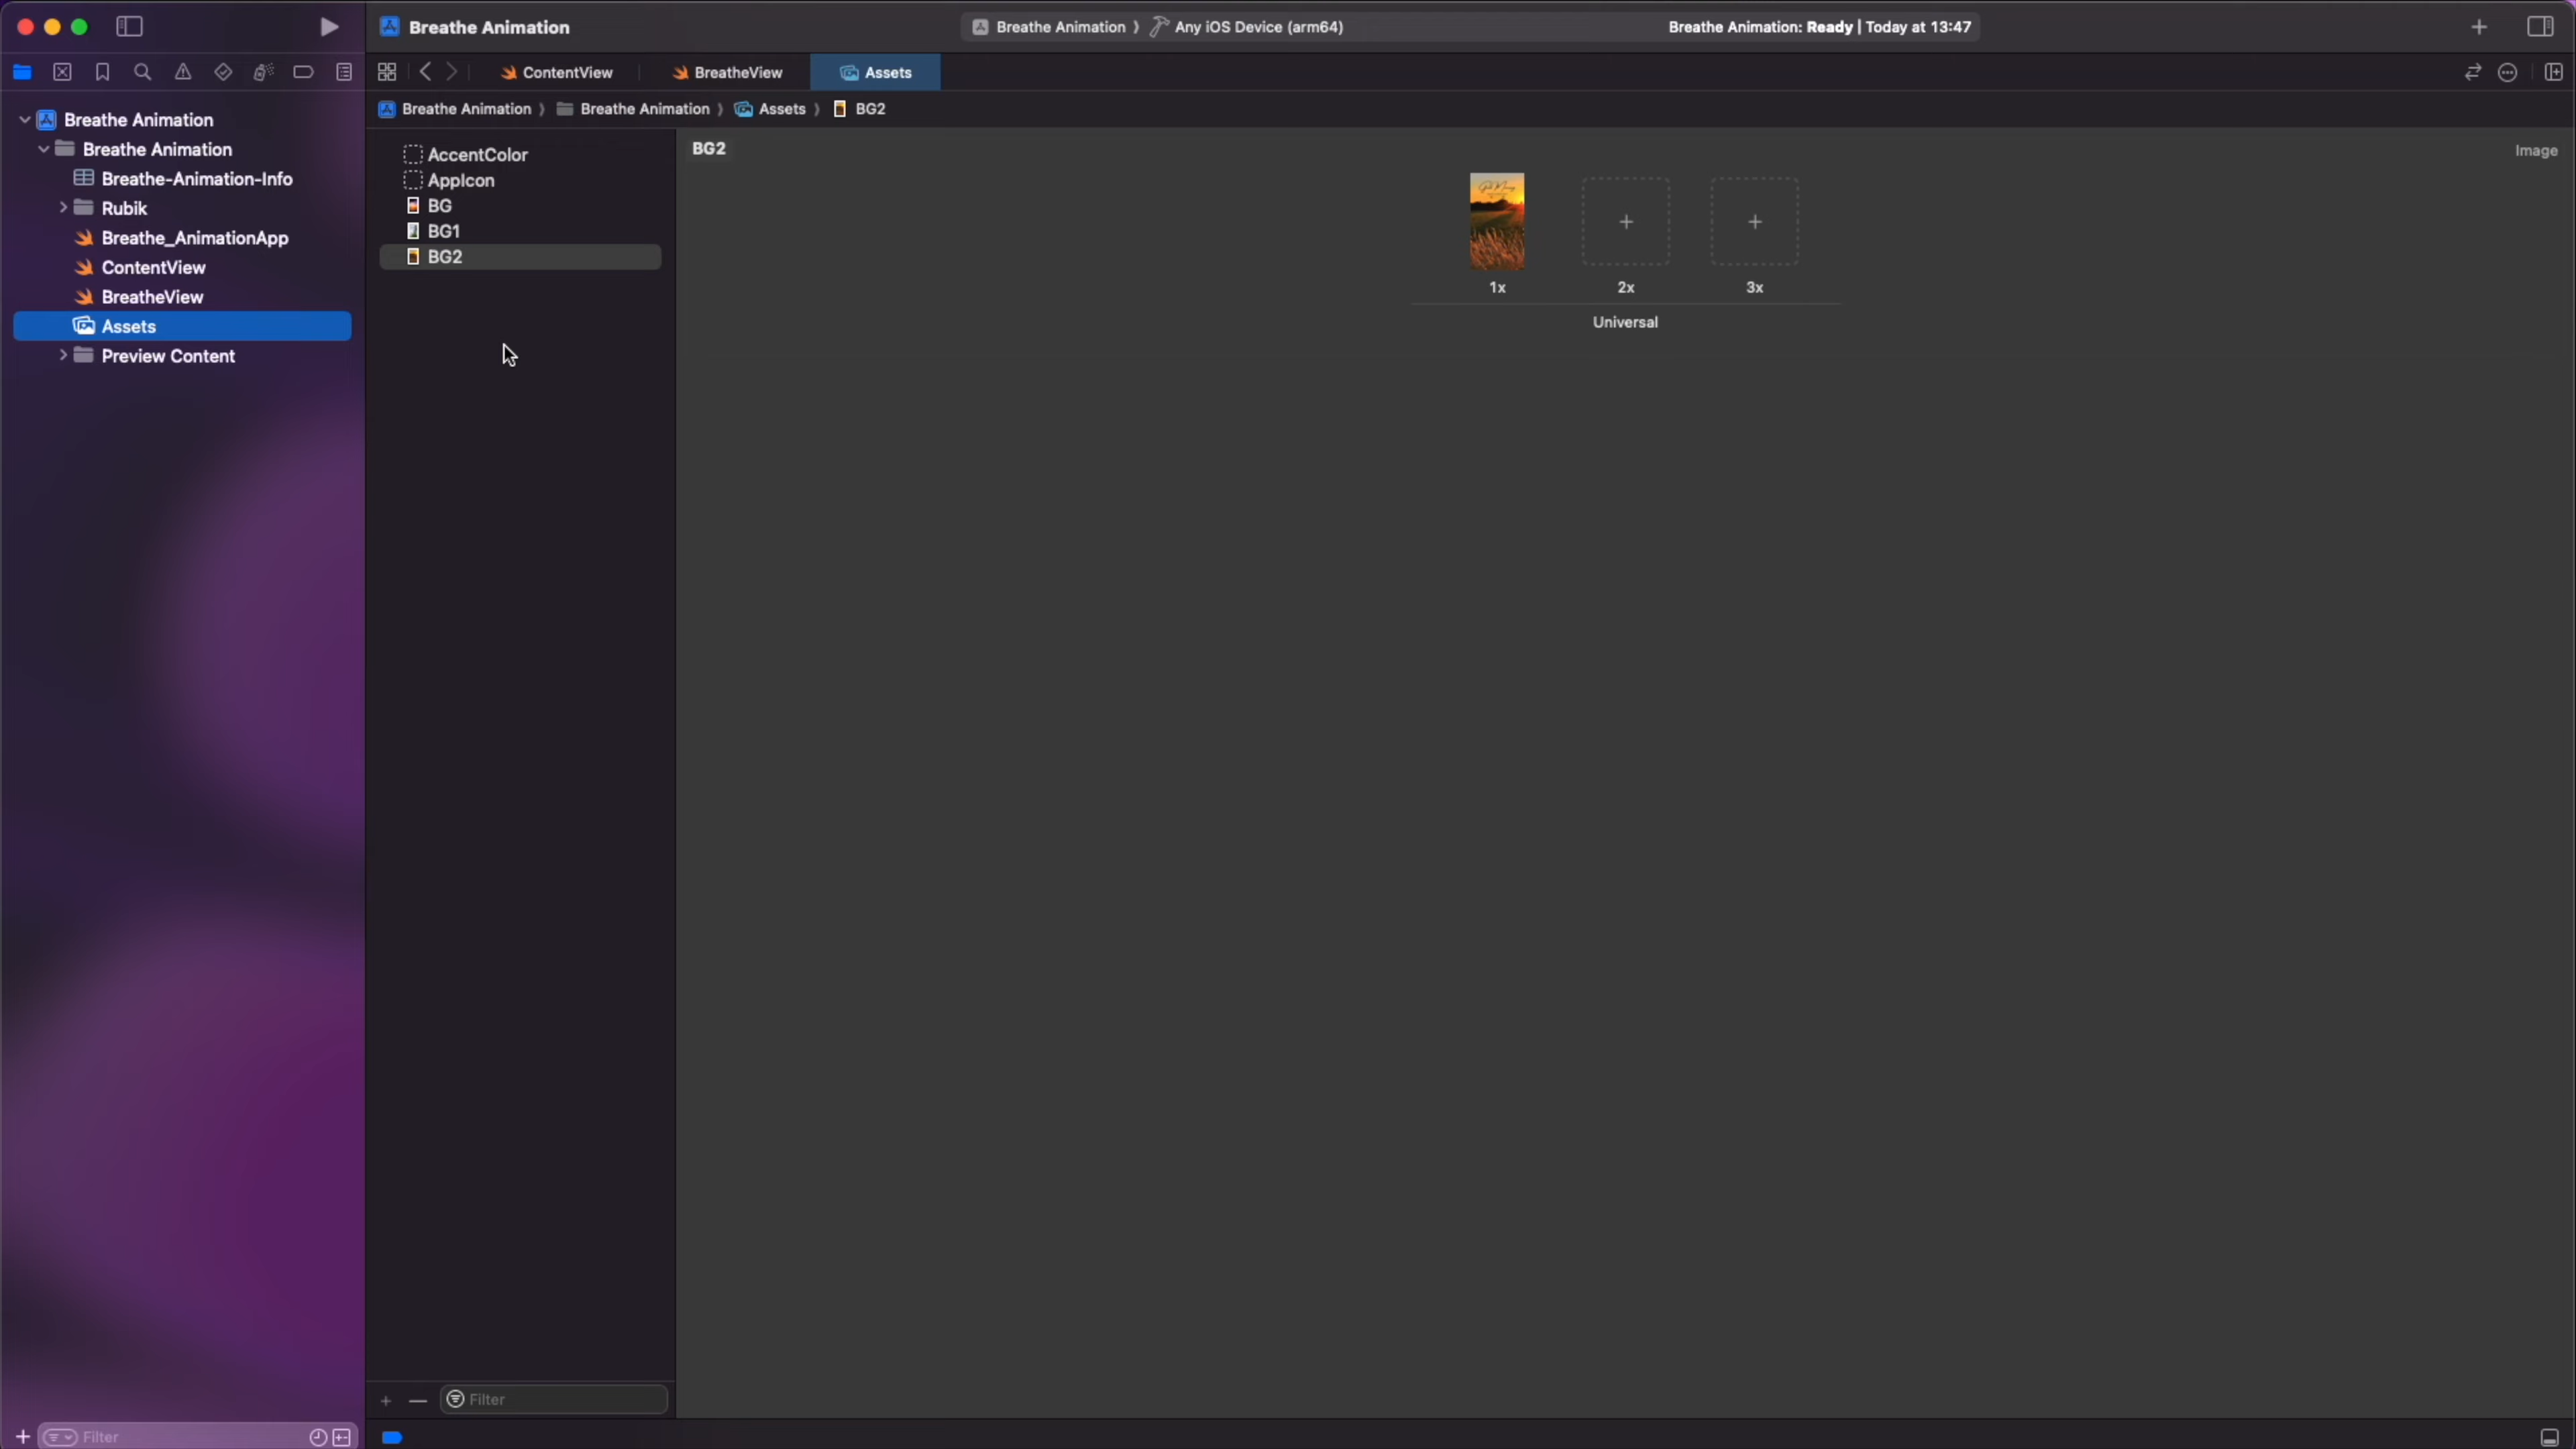 Breathe Animation
Breathe Animation
Any iOS Device (arm64)
Breathe Animation: Ready | Today at 13:47
ContentView
BreatheView
Assets
Breathe Animation
Breathe Animation
Assets
BG2
Breathe Animation
Breathe Animation
Breathe-Animation-Info
Rubik
Breathe_AnimationApp
ContentView
BreatheView
Assets
Preview Content
AccentColor
AppIcon
BG
BG1
BG2
BG2
Image
1x
2x
3x
Universal
Filter
Filter